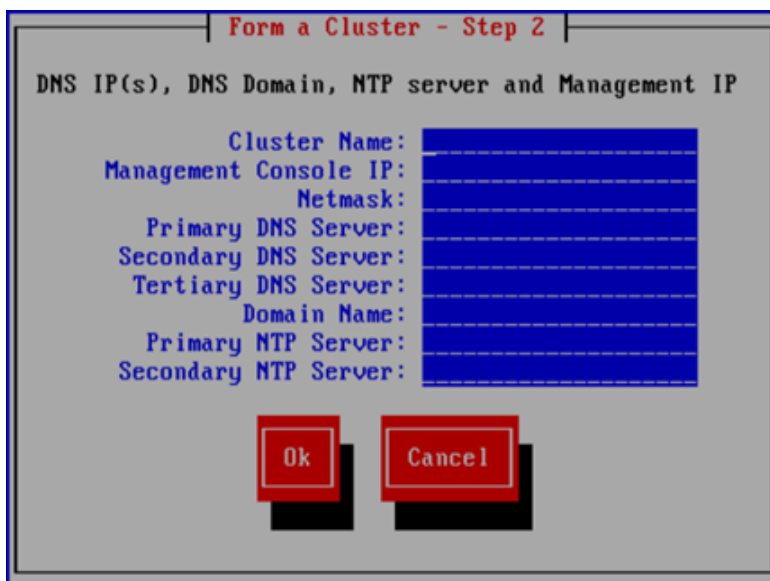 Form a Cluster - Step 2
DNS IP(s), DNS Domain, NTP server and Management IP
Cluster Name:
Management Console IP:
Netmask:
Primary DNS Server:
Secondary DNS Server:
Tertiary DNS Server:
Domain Name:
Primary NTP Server:
Secondary NTP Server:
Ok Cancel